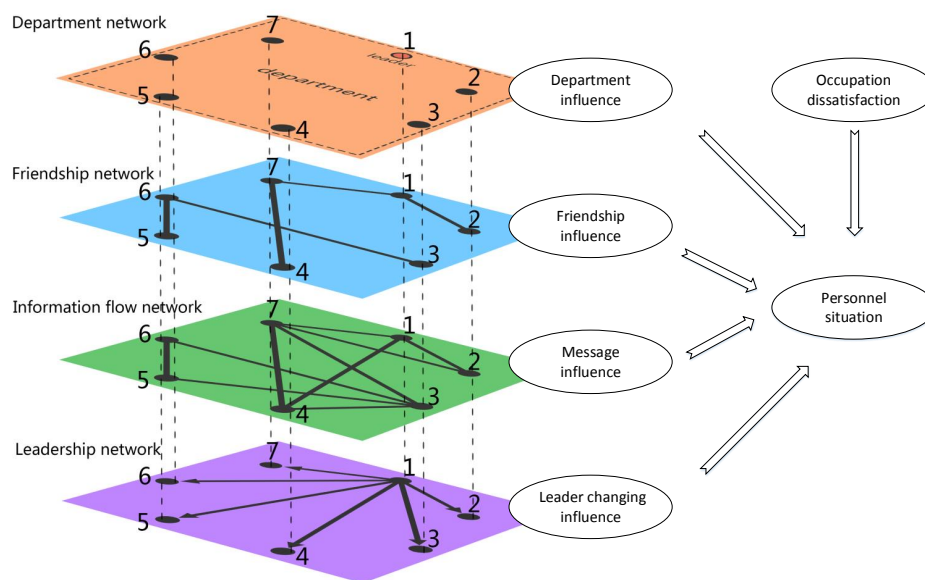 Department network
7
1
6
leader
department
2
5
3
4
Department
influence
Occupation
dissatisfaction
Friendship network
7
1
6
2
5
3
4
Friendship
influence
Information flow network
7
1
6
2
5
3
4
Message
influence
Personnel
situation
Leadership network
7
1
6
2
5
3
4
Leader changing
influence